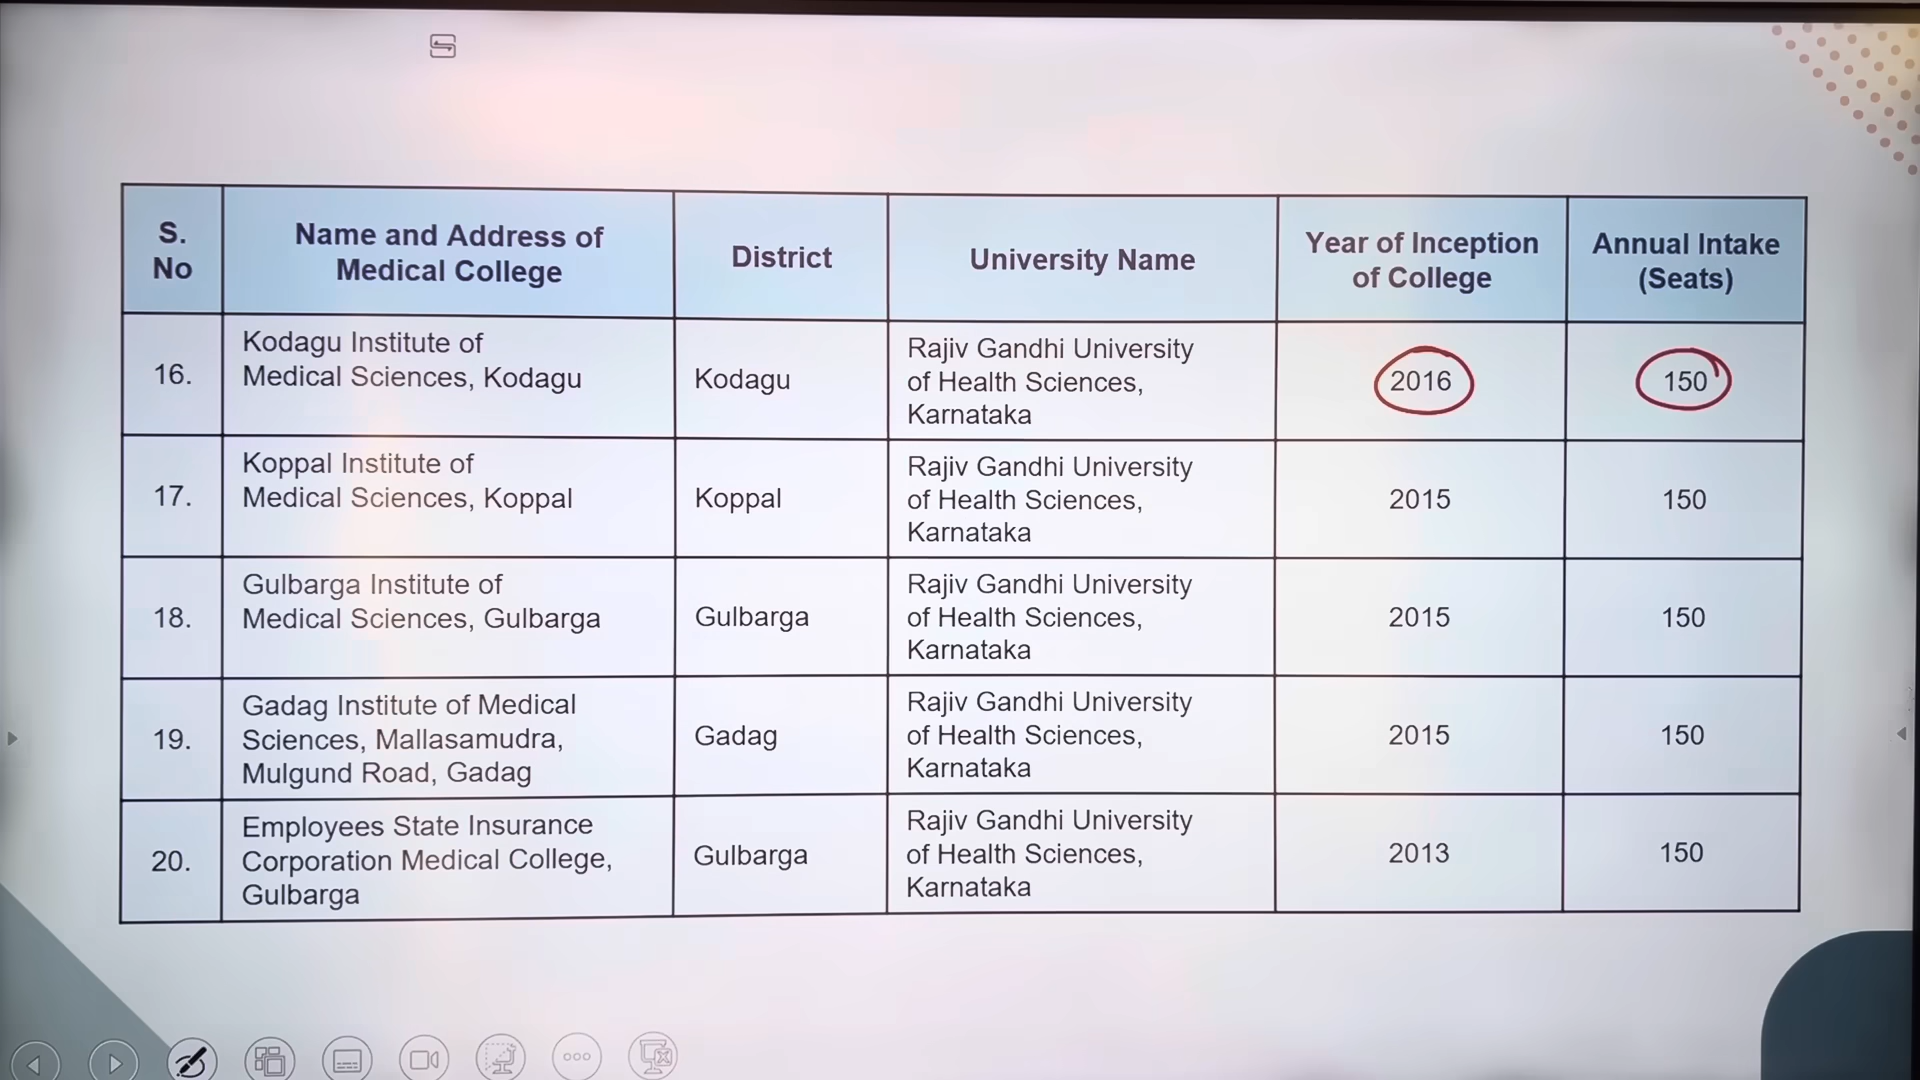 S.
No
Name and Address of
Medical College
District
University Name
Year of Inception
of College
Annual Intake
(Seats)
16.
Kodagu Institute of
Medical Sciences, Kodagu
Kodagu
Rajiv Gandhi University
of Health Sciences,
Karnataka
2016
150
17.
Koppal Institute of
Medical Sciences, Koppal
Koppal
Rajiv Gandhi University
of Health Sciences,
Karnataka
2015
150
18.
Gulbarga Institute of
Medical Sciences, Gulbarga
Gulbarga
Rajiv Gandhi University
of Health Sciences,
Karnataka
2015
150
19.
Gadag Institute of Medical
Sciences, Mallasamudra,
Mulgund Road, Gadag
Gadag
Rajiv Gandhi University
of Health Sciences,
Karnataka
2015
150
20.
Employees State Insurance
Corporation Medical College,
Gulbarga
Gulbarga
Rajiv Gandhi University
of Health Sciences,
Karnataka
2013
150